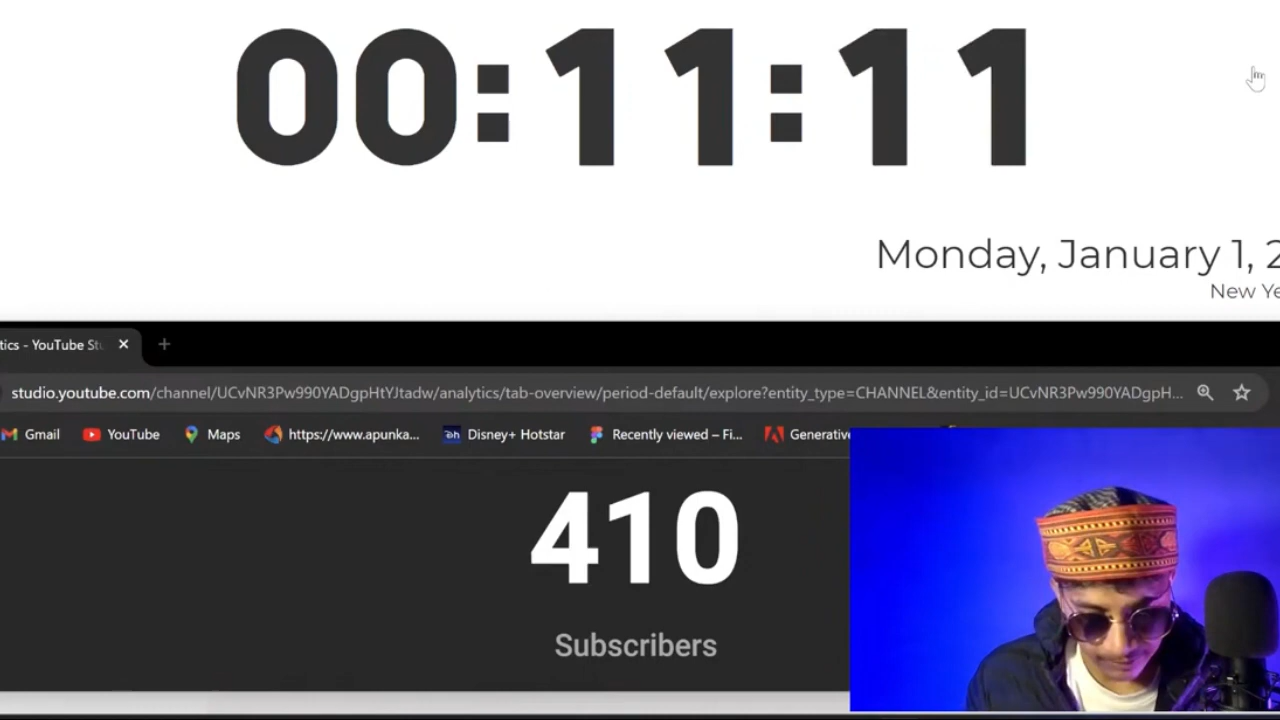 00:11:11
Monday, January 1, 2
New Ye
tics - YouTube St
studio.youtube.com/channel/UCvNR3Pw990YADgpHtYJtadw/analytics/tab-overview/period-default/explore?entity_type=CHANNEL&entity_id=UCvNR3Pw990YADgpH...
Gmail YouTube Maps https://www.apunka... Disney+ Hotstar Recently viewed – Fi... Generative
410
Subscribers